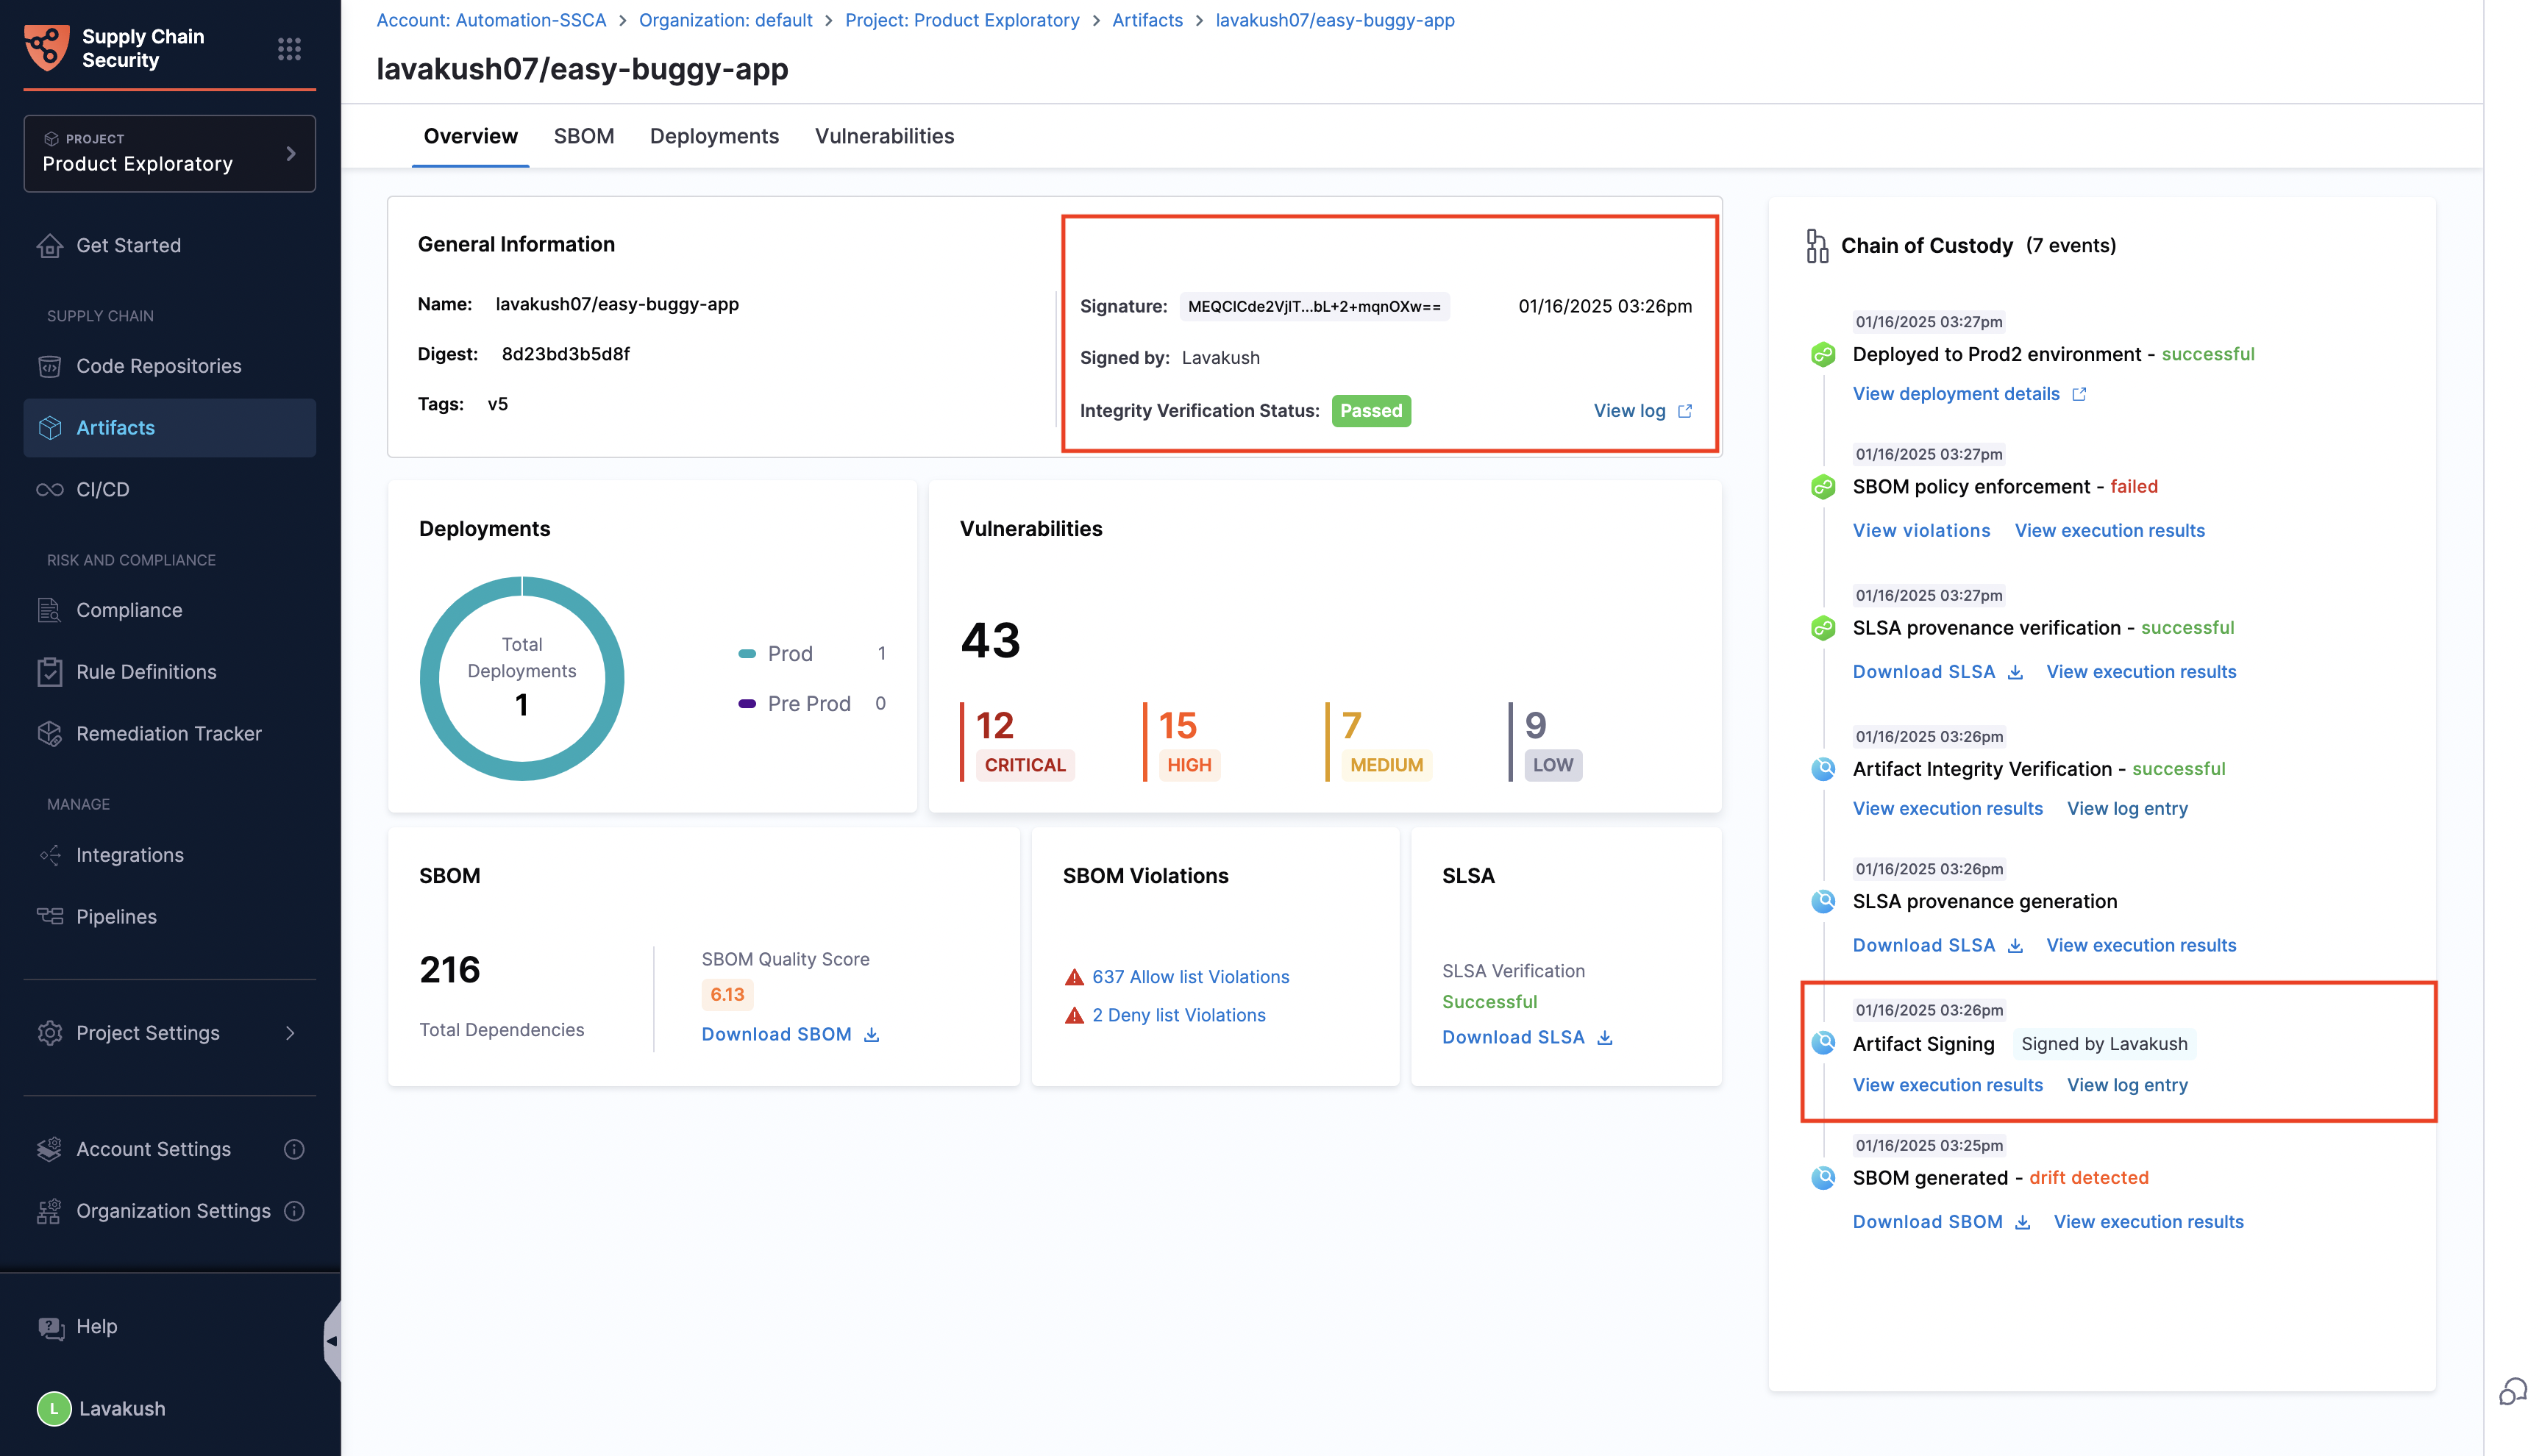 Supply Chain
Security
PROJECT
Product Exploratory
Get Started
SUPPLY CHAIN
Code Repositories
Artifacts
CI/CD
RISK AND COMPLIANCE
Compliance
Rule Definitions
Remediation Tracker
MANAGE
Integrations
Pipelines
Project Settings
Account Settings
Organization Settings
Help
L Lavakush
Account: Automation-SSCA > Organization: default > Project: Product Exploratory > Artifacts > lavakush07/easy-buggy-app
lavakush07/easy-buggy-app
Overview SBOM Deployments Vulnerabilities
General Information
Name: lavakush07/easy-buggy-app
Digest: 8d23bd3b5d8f
Tags: v5
Signature: MEQCICde2VjlT...bL+2+mqnOXw== 01/16/2025 03:26pm
Signed by: Lavakush
Integrity Verification Status: Passed View log
Deployments
Total
Deployments
1
Prod 1
Pre Prod 0
Vulnerabilities
43
12 CRITICAL
15 HIGH
7 MEDIUM
9 LOW
SBOM
216
Total Dependencies
SBOM Quality Score
6.13
Download SBOM
SBOM Violations
637 Allow list Violations
2 Deny list Violations
SLSA
SLSA Verification
Successful
Download SLSA
Chain of Custody (7 events)
01/16/2025 03:27pm
Deployed to Prod2 environment - successful
View deployment details
01/16/2025 03:27pm
SBOM policy enforcement - failed
View violations View execution results
01/16/2025 03:27pm
SLSA provenance verification - successful
Download SLSA View execution results
01/16/2025 03:26pm
Artifact Integrity Verification - successful
View execution results View log entry
01/16/2025 03:26pm
SLSA provenance generation
Download SLSA View execution results
01/16/2025 03:26pm
Artifact Signing Signed by Lavakush
View execution results View log entry
01/16/2025 03:25pm
SBOM generated - drift detected
Download SBOM View execution results